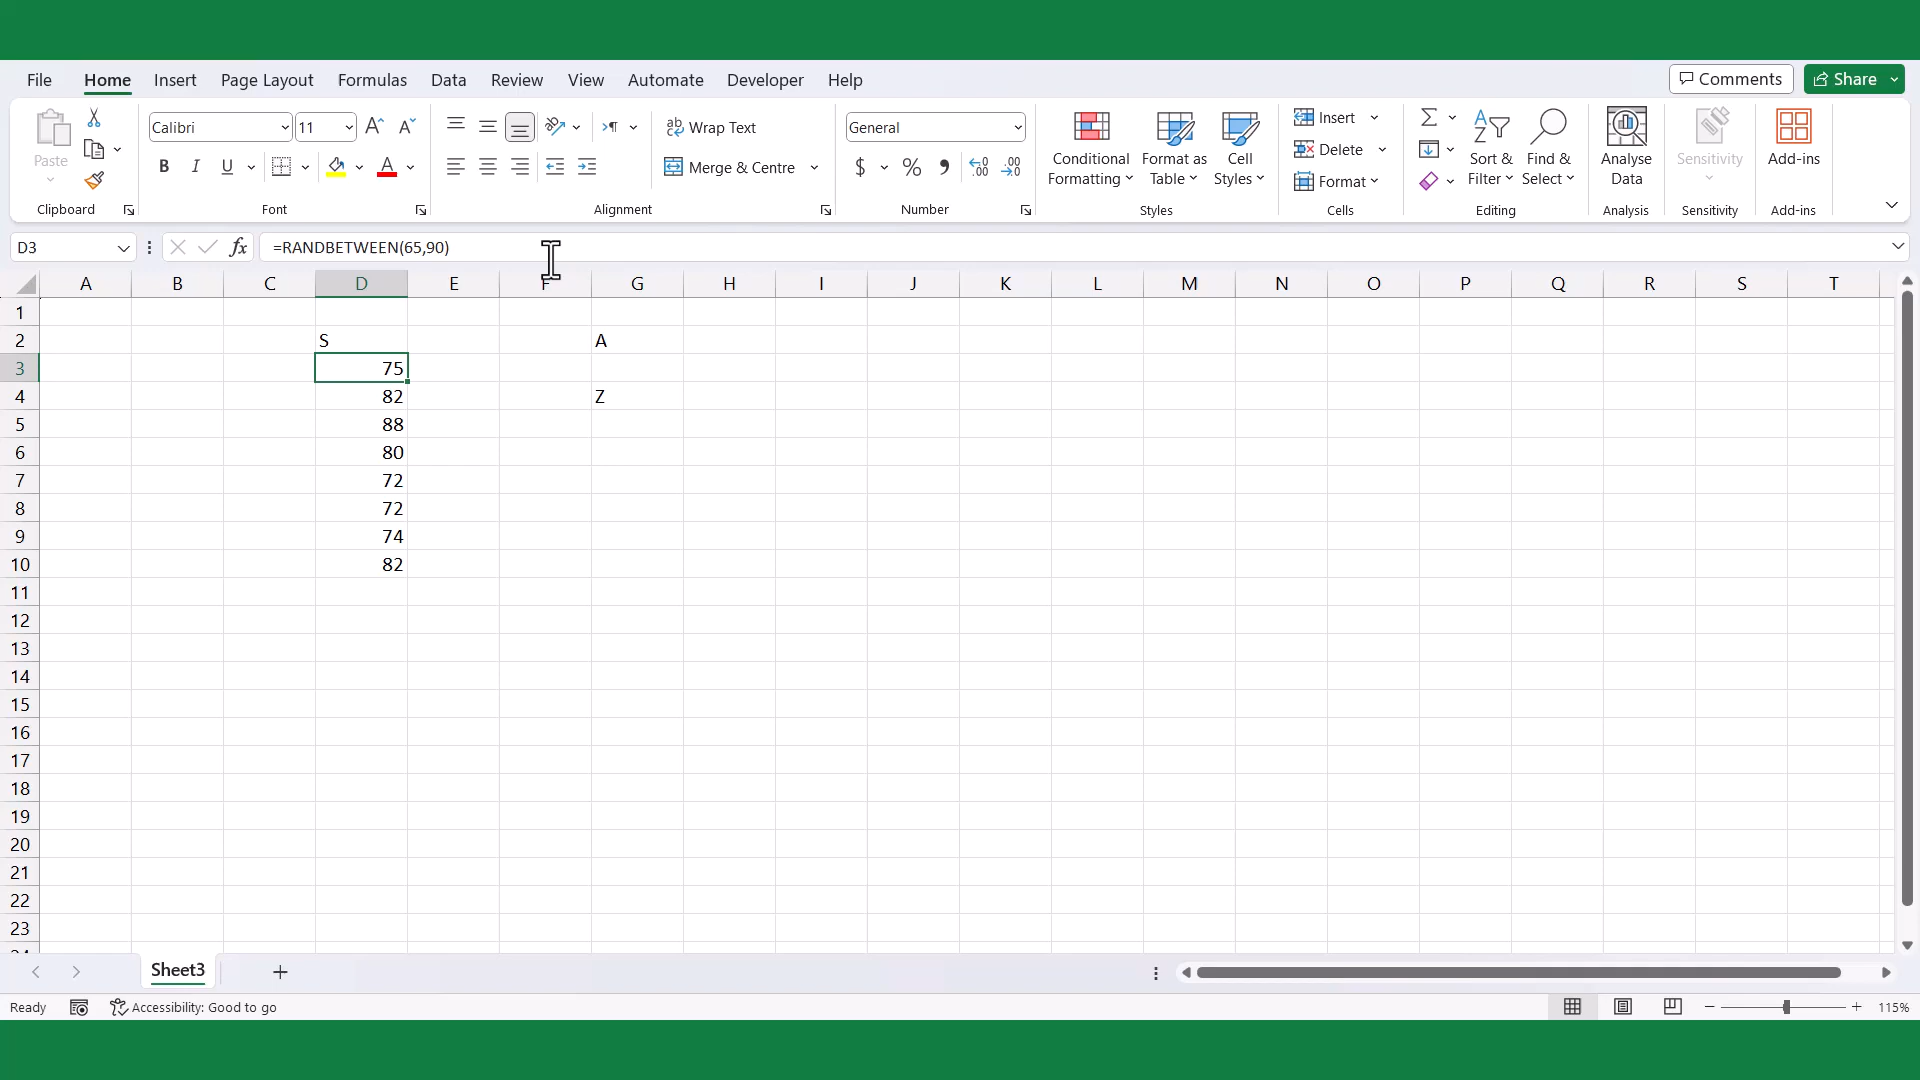 File Home Insert Page Layout Formulas Data Review View Automate Developer Help Comments Share
Calibri 11 Wrap Text General Insert
Paste B I U Merge & Centre $ % Conditional Formatting Format as Table Cell Styles Delete Sort & Filter Find & Select Analyse Data Sensitivity Add-ins
Format
Clipboard Font Alignment Number Styles Cells Editing Analysis Sensitivity Add-ins
D3 fx =RANDBETWEEN(65,90)
A B C D E F G H I J K L M N O P Q R S T
1
2 S A
3 75
4 82 Z
5 88
6 80
7 72
8 72
9 74
10 82
11
12
13
14
15
16
17
18
19
20
21
22
23
Sheet3
Ready Accessibility: Good to go 115%